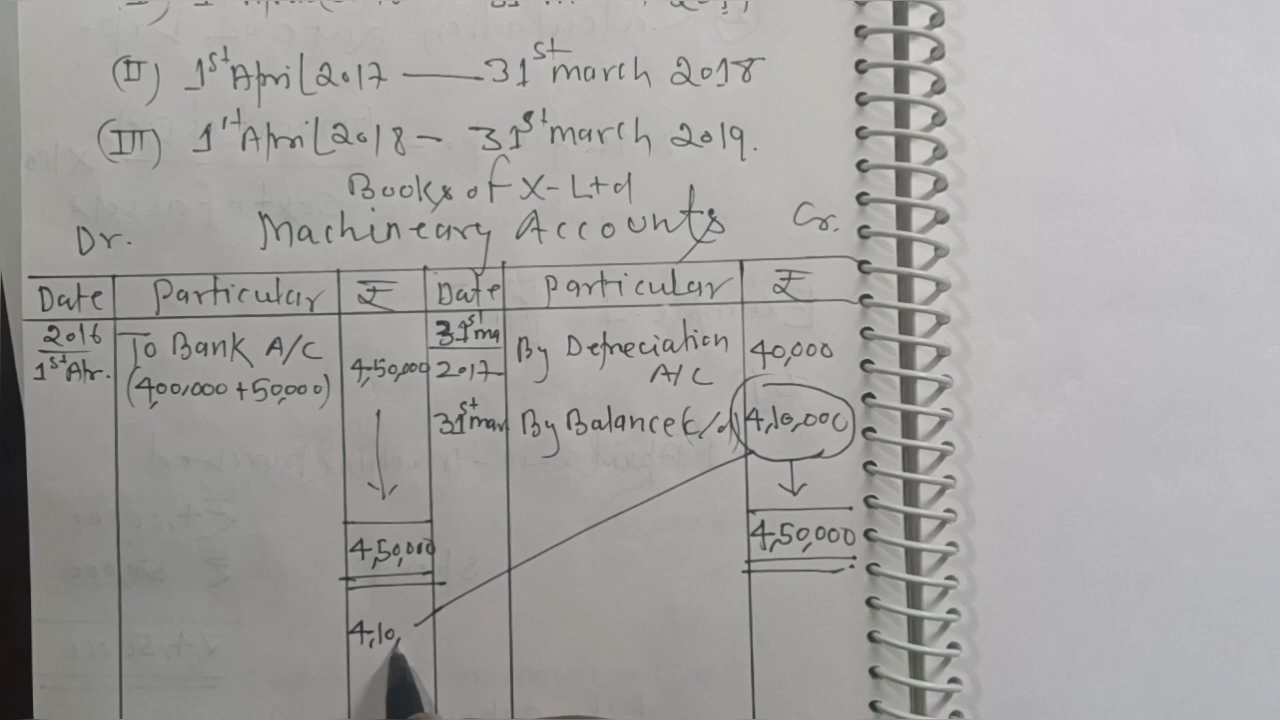 (II) 1st April 2017 — 31st march 2018
(III) 1st April 2018 - 31st march 2019.
Books of X-Ltd
Dr. Machineary Accounts Cr.
Date Particular ₹ Date Particular ₹
2016 To Bank A/C 4,50,000 31st ma By Depreciation 40,000
1st Apr. (4,00,000 + 50,000) 2017 A/C
31st mar By Balance c/d 4,10,000
4,50,000 4,50,000
4,10,